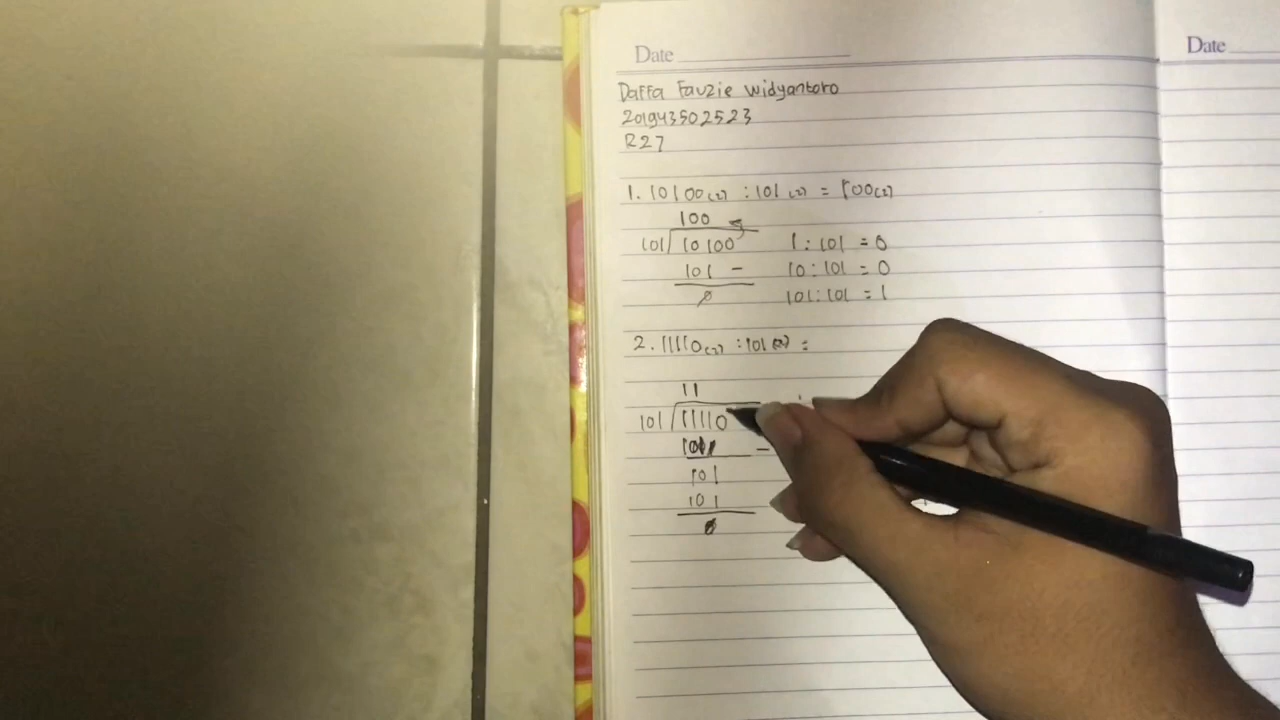 Date
Date
Daffa Fauzie Widyantoro
201943502523
R27
1. 10100(2) : 101(2) = 100(2)
100
101 10100 1 : 101 = 0
101 - 10 : 101 = 0
0 101 : 101 = 1
2. 11110(2) : 101(2) =
11
101 11110
101 -
101
101
0